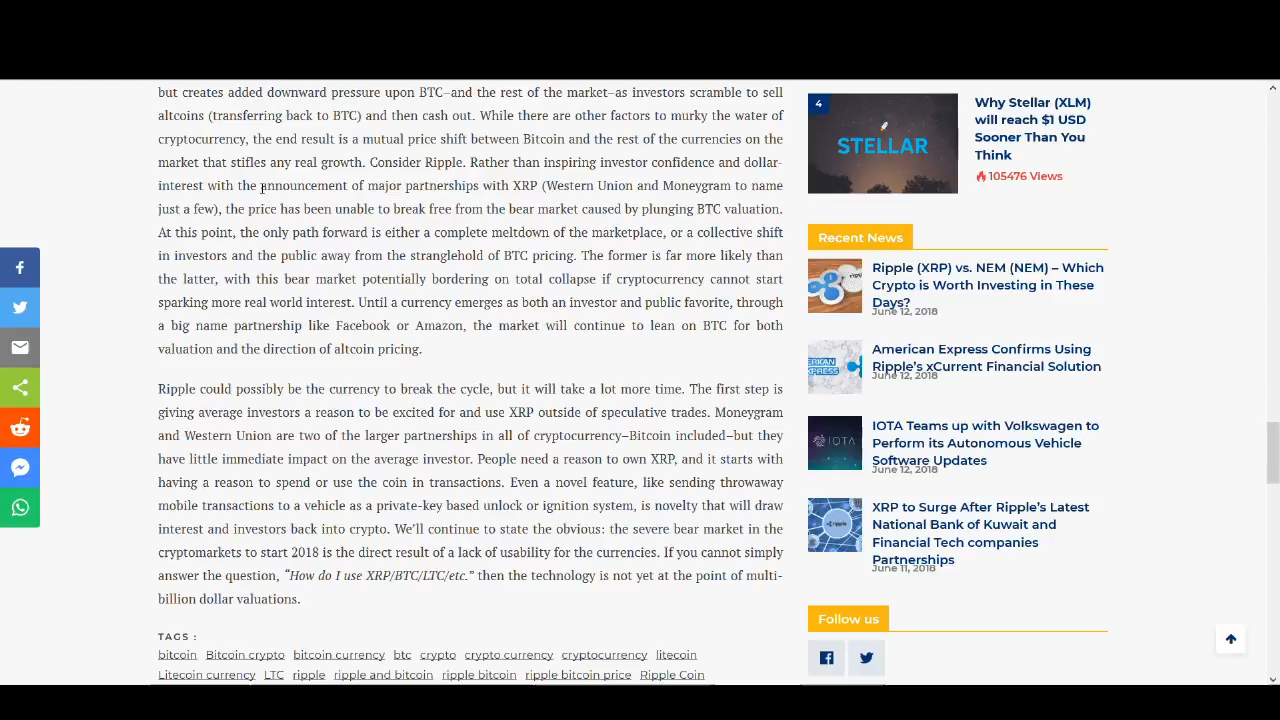 but creates added downward pressure upon BTC–and the rest of the market–as investors scramble to sell
altcoins (transferring back to BTC) and then cash out. While there are other factors to murky the water of
cryptocurrency, the end result is a mutual price shift between Bitcoin and the rest of the currencies on the
market that stifles any real growth. Consider Ripple. Rather than inspiring investor confidence and dollar-
interest with the announcement of major partnerships with XRP (Western Union and Moneygram to name
just a few), the price has been unable to break free from the bear market caused by plunging BTC valuation.
At this point, the only path forward is either a complete meltdown of the marketplace, or a collective shift
in investors and the public away from the stranglehold of BTC pricing. The former is far more likely than
the latter, with this bear market potentially bordering on total collapse if cryptocurrency cannot start
sparking more real world interest. Until a currency emerges as both an investor and public favorite, through
a big name partnership like Facebook or Amazon, the market will continue to lean on BTC for both
valuation and the direction of altcoin pricing.
Ripple could possibly be the currency to break the cycle, but it will take a lot more time. The first step is
giving average investors a reason to be excited for and use XRP outside of speculative trades. Moneygram
and Western Union are two of the larger partnerships in all of cryptocurrency–Bitcoin included–but they
have little immediate impact on the average investor. People need a reason to own XRP, and it starts with
having a reason to spend or use the coin in transactions. Even a novel feature, like sending throwaway
mobile transactions to a vehicle as a private-key based unlock or ignition system, is novelty that will draw
interest and investors back into crypto. We'll continue to state the obvious: the severe bear market in the
cryptomarkets to start 2018 is the direct result of a lack of usability for the currencies. If you cannot simply
answer the question, “How do I use XRP/BTC/LTC/etc.” then the technology is not yet at the point of multi-
billion dollar valuations.
TAGS :
bitcoin Bitcoin crypto bitcoin currency btc crypto crypto currency cryptocurrency litecoin
Litecoin currency LTC ripple ripple and bitcoin ripple bitcoin ripple bitcoin price Ripple Coin
4
STELLAR
Why Stellar (XLM)
will reach $1 USD
Sooner Than You
Think
105476 Views
Recent News
Ripple (XRP) vs. NEM (NEM) – Which
Crypto is Worth Investing in These
Days?
June 12, 2018
AMERICAN
EXPRESS
American Express Confirms Using
Ripple's xCurrent Financial Solution
June 12, 2018
IOTA
IOTA Teams up with Volkswagen to
Perform its Autonomous Vehicle
Software Updates
June 12, 2018
ripple
XRP to Surge After Ripple's Latest
National Bank of Kuwait and
Financial Tech companies
Partnerships
June 11, 2018
Follow us